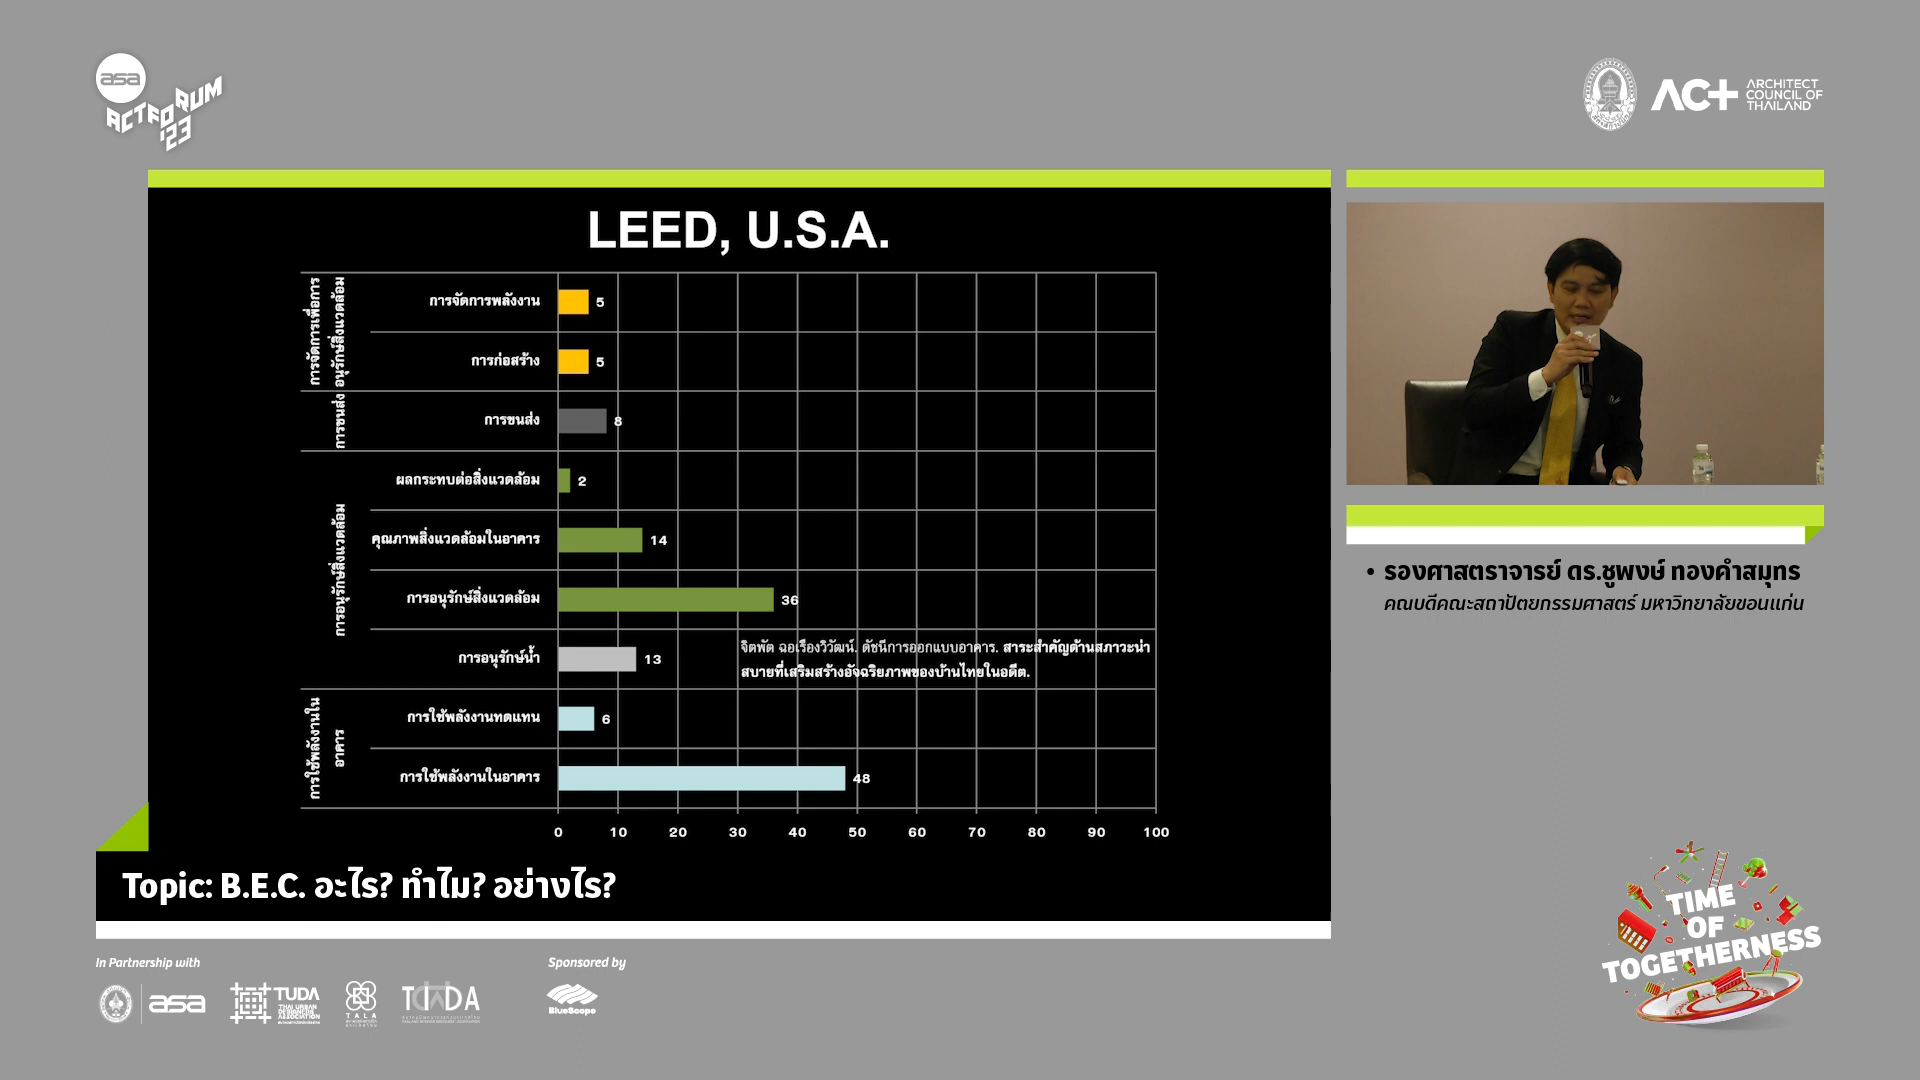 asa
ACTFORUM
'23
ACT
ARCHITECT
COUNCIL OF
THAILAND
LEED, U.S.A.
การจัดการเพื่อการ
อนุรักษ์สิ่งแวดล้อม
การจัดการพลังงาน
5
การก่อสร้าง
5
การขนส่ง
การขนส่ง
8
การอนุรักษ์สิ่งแวดล้อม
ผลกระทบต่อสิ่งแวดล้อม
2
คุณภาพสิ่งแวดล้อมในอาคาร
14
การอนุรักษ์สิ่งแวดล้อม
36
การอนุรักษ์น้ำ
13
จิตพัต ฉอเรืองวิวัฒน์. ดัชนีการออกแบบอาคาร. สาระสำคัญด้านสภาวะน่า
สบายที่เสริมสร้างอัจฉริยภาพของบ้านไทยในอดีต.
การใช้พลังงานใน
อาคาร
การใช้พลังงานทดแทน
6
การใช้พลังงานในอาคาร
48
0 10 20 30 40 50 60 70 80 90 100
Topic: B.E.C. อะไร? ทำไม? อย่างไร?
• รองศาสตราจารย์ ดร.ชูพงษ์ ทองคำสมุทร
คณบดีคณะสถาปัตยกรรมศาสตร์ มหาวิทยาลัยขอนแก่น
In Partnership with
asa
TUDA
THAI URBAN
DESIGNERS
ASSOCIATION
TALA
TIDA
Sponsored by
BlueScope
TIME
OF
TOGETHERNESS